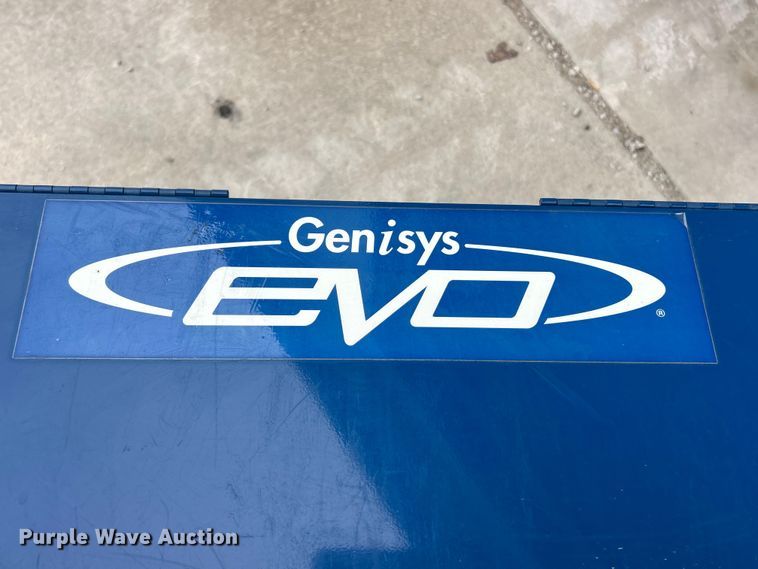 Genisys
evo
®
Purple Wave Auction